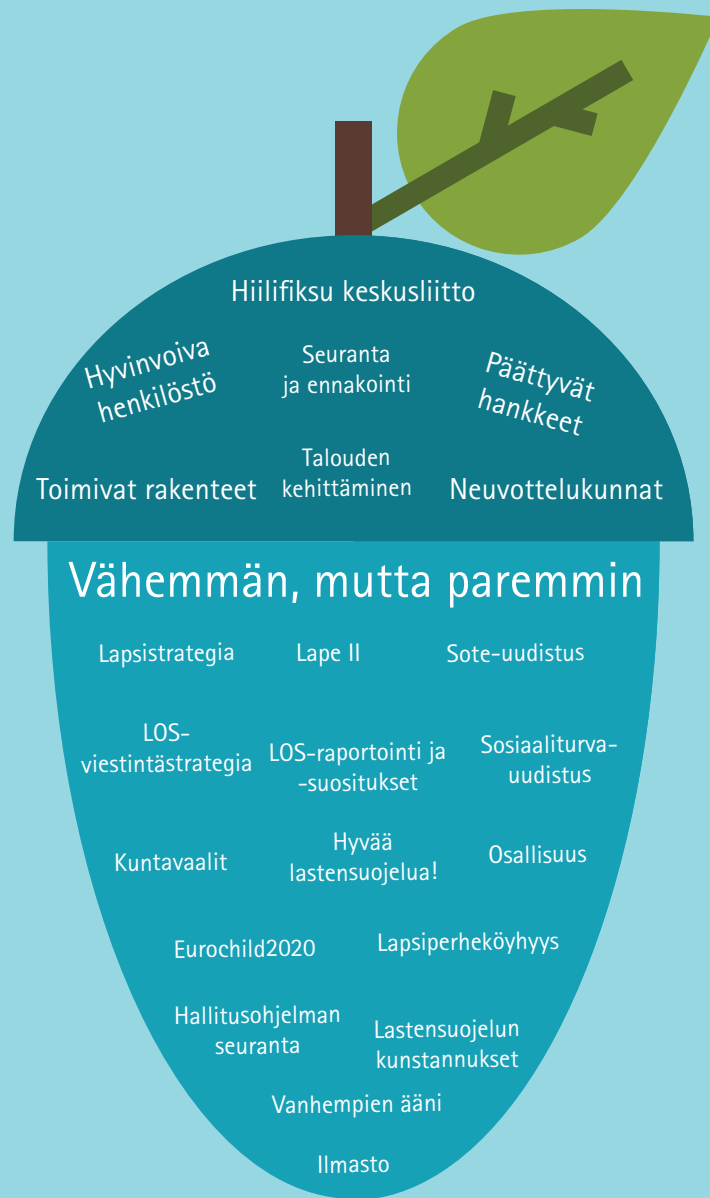 Hiilifiksu keskusliitto
Hyvinvoiva
henkilöstö
Seuranta
ja ennakointi
Päättyvät
hankkeet
Toimivat rakenteet
Talouden
kehittäminen
Neuvottelukunnat
Vähemmän, mutta paremmin
Lapsistrategia
Lape II
Sote-uudistus
LOS-
viestintästrategia
LOS-raportointi ja
-suositukset
Sosiaaliturva-
uudistus
Kuntavaalit
Hyvää
lastensuojelua!
Osallisuus
Eurochild2020
Lapsiperheköyhyys
Hallitusohjelman
seuranta
Lastensuojelun
kunstannukset
Vanhempien ääni
Ilmasto